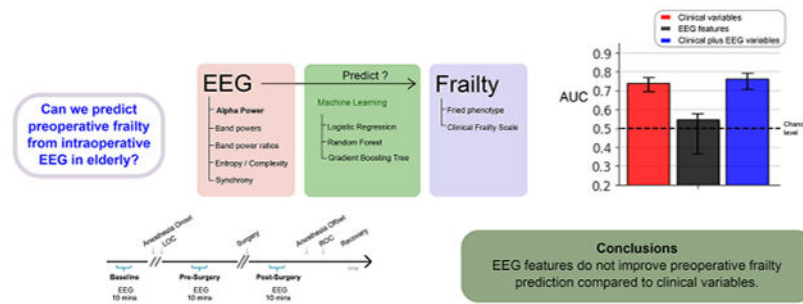 Can we predict
preoperative frailty
from intraoperative
EEG in elderly?
EEG
Predict ?
Frailty
Alpha Power
Band powers
Band power ratios
Entropy / Complexity
Synchrony
Machine Learning
Logistic Regression
Random Forest
Gradient Boosting Tree
Fried phenotype
Clinical Frailty Scale
Clinical variables
EEG features
Clinical plus EEG variables
AUC
0.9
0.8
0.7
0.6
0.5
0.4
0.3
0.2
Chance
level
Anesthesia Onset
LOC
Surgery
Anesthesia Offset
ROC
Recovery
time
Baseline
Pre-Surgery
Post-Surgery
EEG
10 mins
EEG
10 mins
EEG
10 mins
Conclusions
EEG features do not improve preoperative frailty
prediction compared to clinical variables.